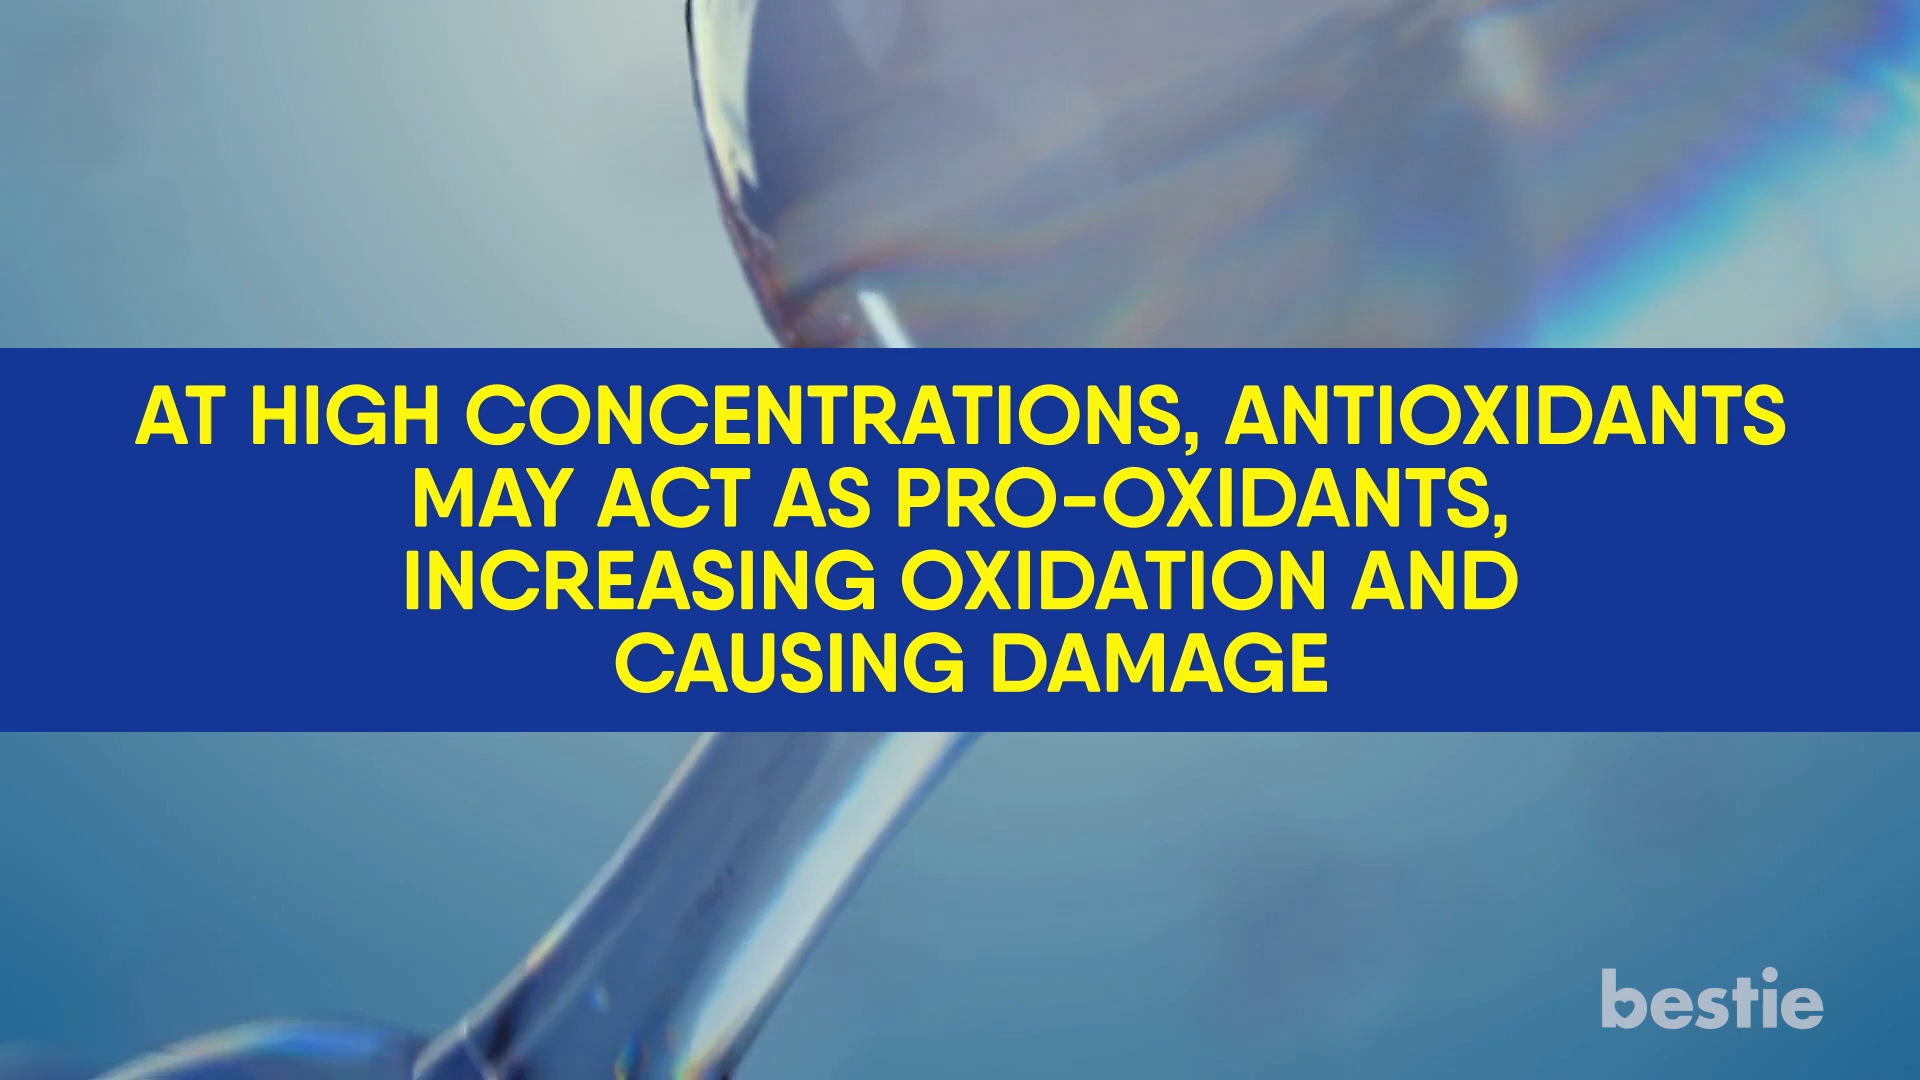 AT HIGH CONCENTRATIONS, ANTIOXIDANTS
MAY ACT AS PRO-OXIDANTS,
INCREASING OXIDATION AND
CAUSING DAMAGE
bestie